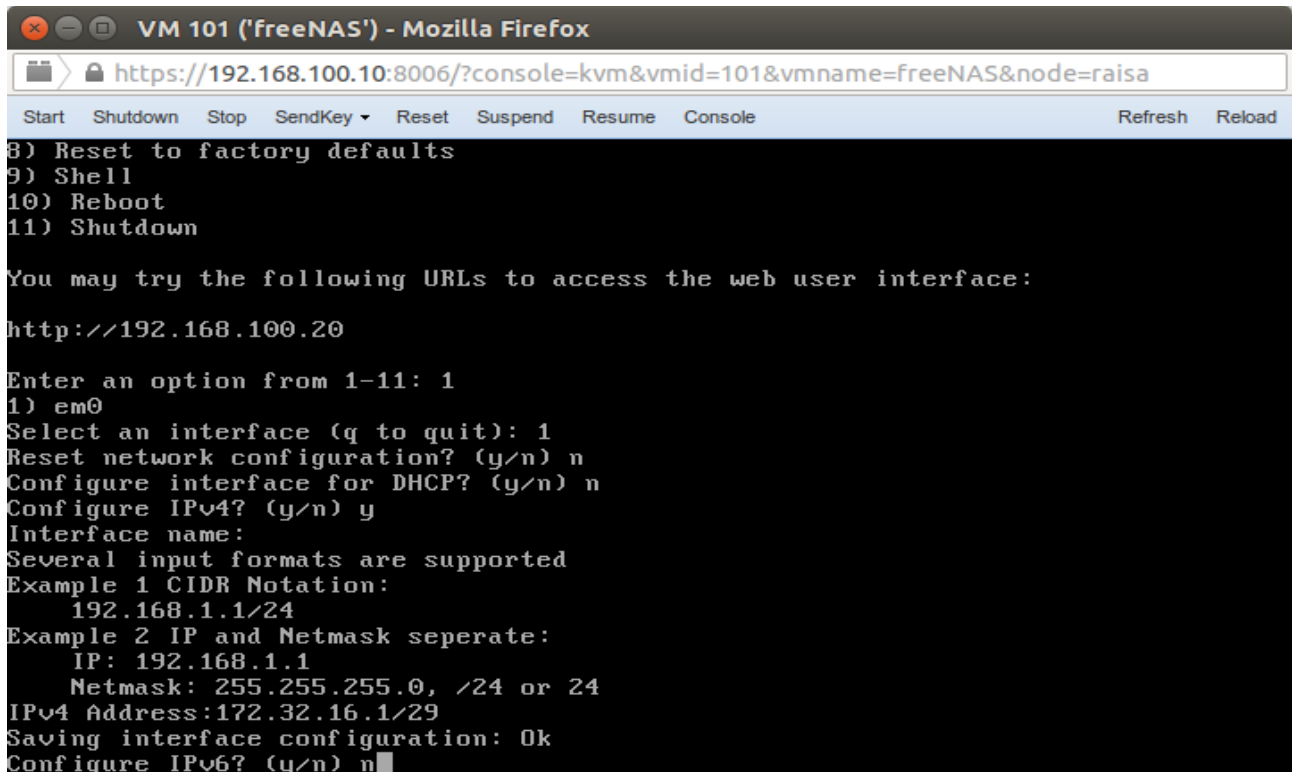 VM 101 ('freeNAS') - Mozilla Firefox
https://192.168.100.10:8006/?console=kvm&vmid=101&vmname=freeNAS&node=raisa
Start Shutdown Stop SendKey Reset Suspend Resume Console Refresh Reload
8) Reset to factory defaults
9) Shell
10) Reboot
11) Shutdown
You may try the following URLs to access the web user interface:
http://192.168.100.20
Enter an option from 1-11: 1
1) em0
Select an interface (q to quit): 1
Reset network configuration? (y/n) n
Configure interface for DHCP? (y/n) n
Configure IPv4? (y/n) y
Interface name:
Several input formats are supported
Example 1 CIDR Notation:
192.168.1.1/24
Example 2 IP and Netmask seperate:
IP: 192.168.1.1
Netmask: 255.255.255.0, /24 or 24
IPv4 Address:172.32.16.1/29
Saving interface configuration: Ok
Configure IPv6? (y/n) n